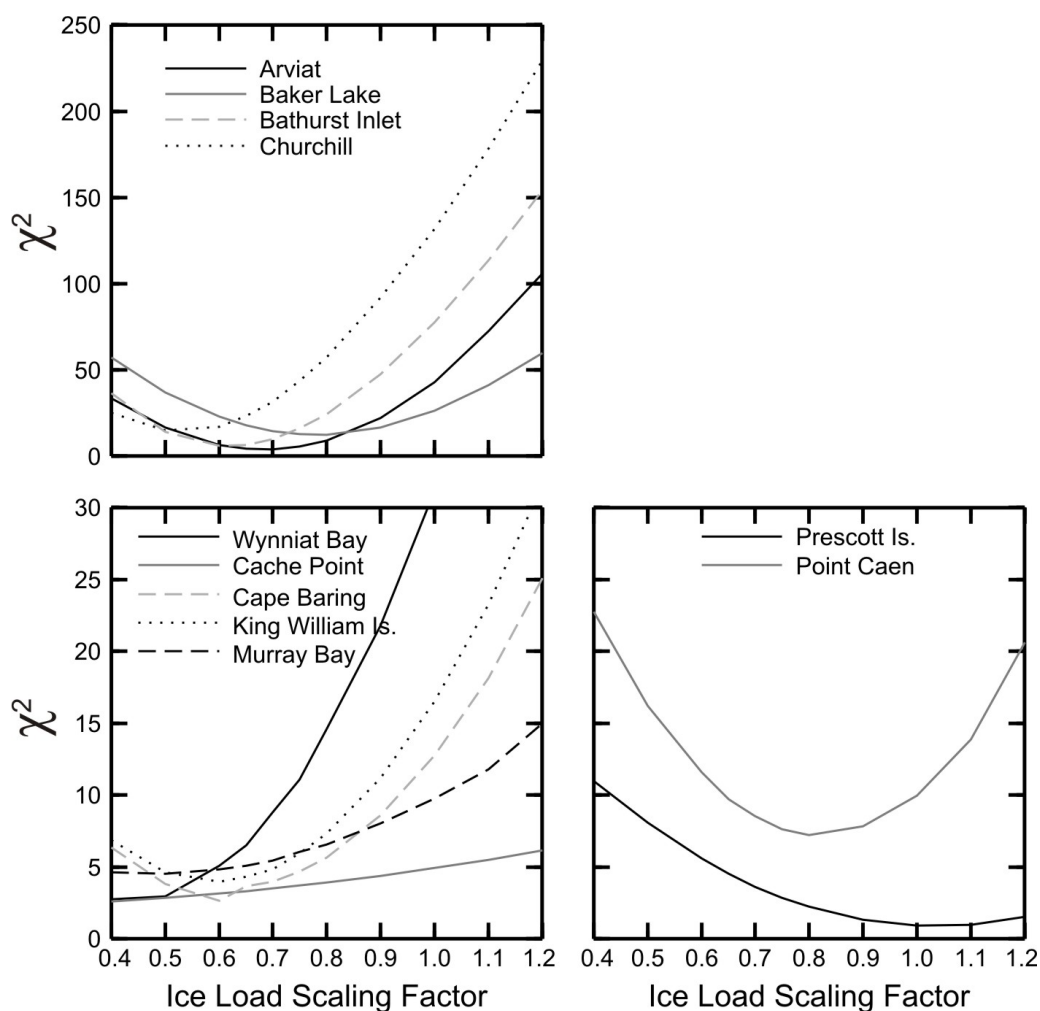 250
200
150
100
50
0
χ2
Arviat
Baker Lake
Bathurst Inlet
Churchill
30
25
20
15
10
5
0
χ2
Wynniat Bay
Cache Point
Cape Baring
King William Is.
Murray Bay
0.4 0.5 0.6 0.7 0.8 0.9 1.0 1.1 1.2
Ice Load Scaling Factor
Prescott Is.
Point Caen
0.4 0.5 0.6 0.7 0.8 0.9 1.0 1.1 1.2
Ice Load Scaling Factor